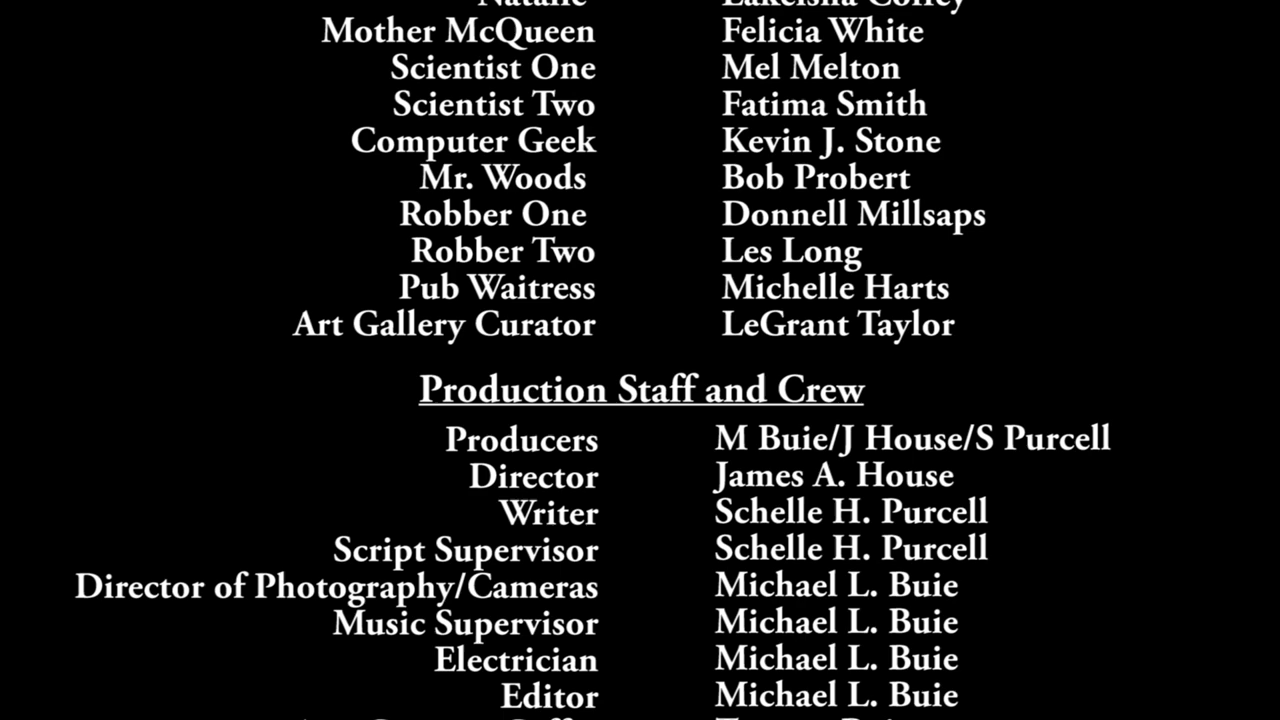 Natalie Lakeisha Coffey
Mother McQueen Felicia White
Scientist One Mel Melton
Scientist Two Fatima Smith
Computer Geek Kevin J. Stone
Mr. Woods Bob Probert
Robber One Donnell Millsaps
Robber Two Les Long
Pub Waitress Michelle Harts
Art Gallery Curator LeGrant Taylor
Production Staff and Crew
Producers M Buie/J House/S Purcell
Director James A. House
Writer Schelle H. Purcell
Script Supervisor Schelle H. Purcell
Director of Photography/Cameras Michael L. Buie
Music Supervisor Michael L. Buie
Electrician Michael L. Buie
Editor Michael L. Buie